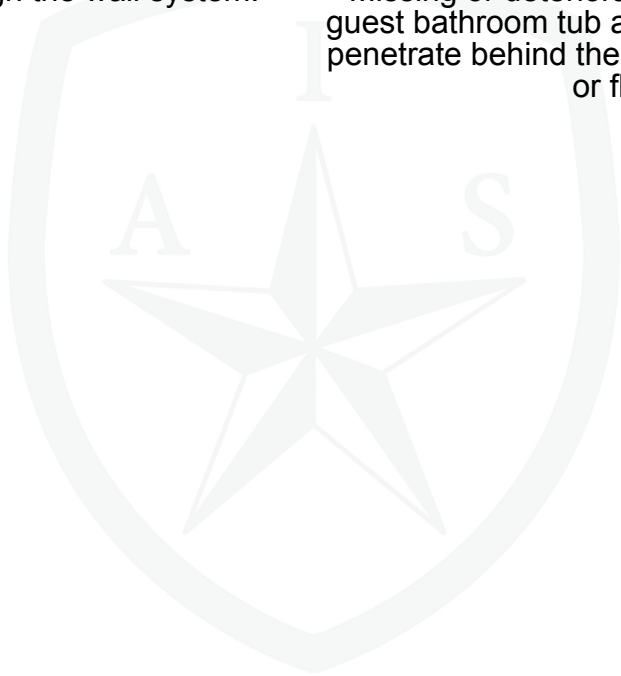 gh the wall system.
Missing or deteriora
guest bathroom tub a
penetrate behind the
or fl
I
A S